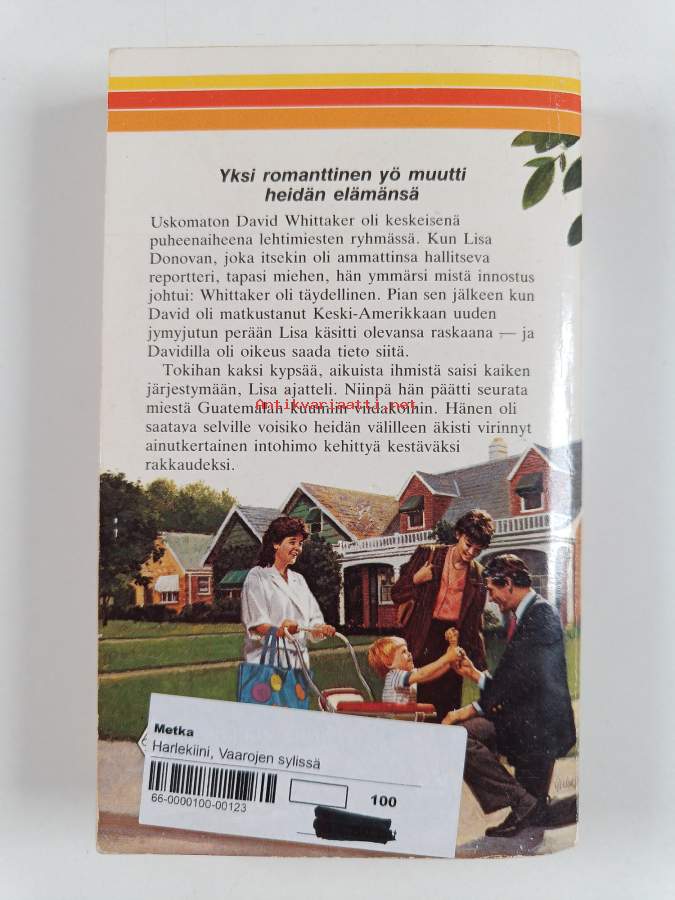 Yksi romanttinen yö muutti
heidän elämänsä
Uskomaton David Whittaker oli keskeisenä
puheenaiheena lehtimiesten ryhmässä. Kun Lisa
Donovan, joka itsekin oli ammattinsa hallitseva
reportteri, tapasi miehen, hän ymmärsi mistä innostus
johtui: Whittaker oli täydellinen. Pian sen jälkeen kun
David oli matkustanut Keski-Amerikkaan uuden
jymyjutun perään Lisa käsitti olevansa raskaana — ja
Davidilla oli oikeus saada tieto siitä.
Tokihan kaksi kypsää, aikuista ihmistä saisi kaiken
järjestymään, Lisa ajatteli. Niinpä hän päätti seurata
miestä Guatemalan kuumiin viidakoihin. Hänen oli
Antikvariaatti.net
saatava selville voisiko heidän välilleen äkisti virinnyt
ainutkertainen intohimo kehittyä kestäväksi
rakkaudeksi.
Metka
Harlekiini, Vaarojen sylissä
66-0000100-00123
100